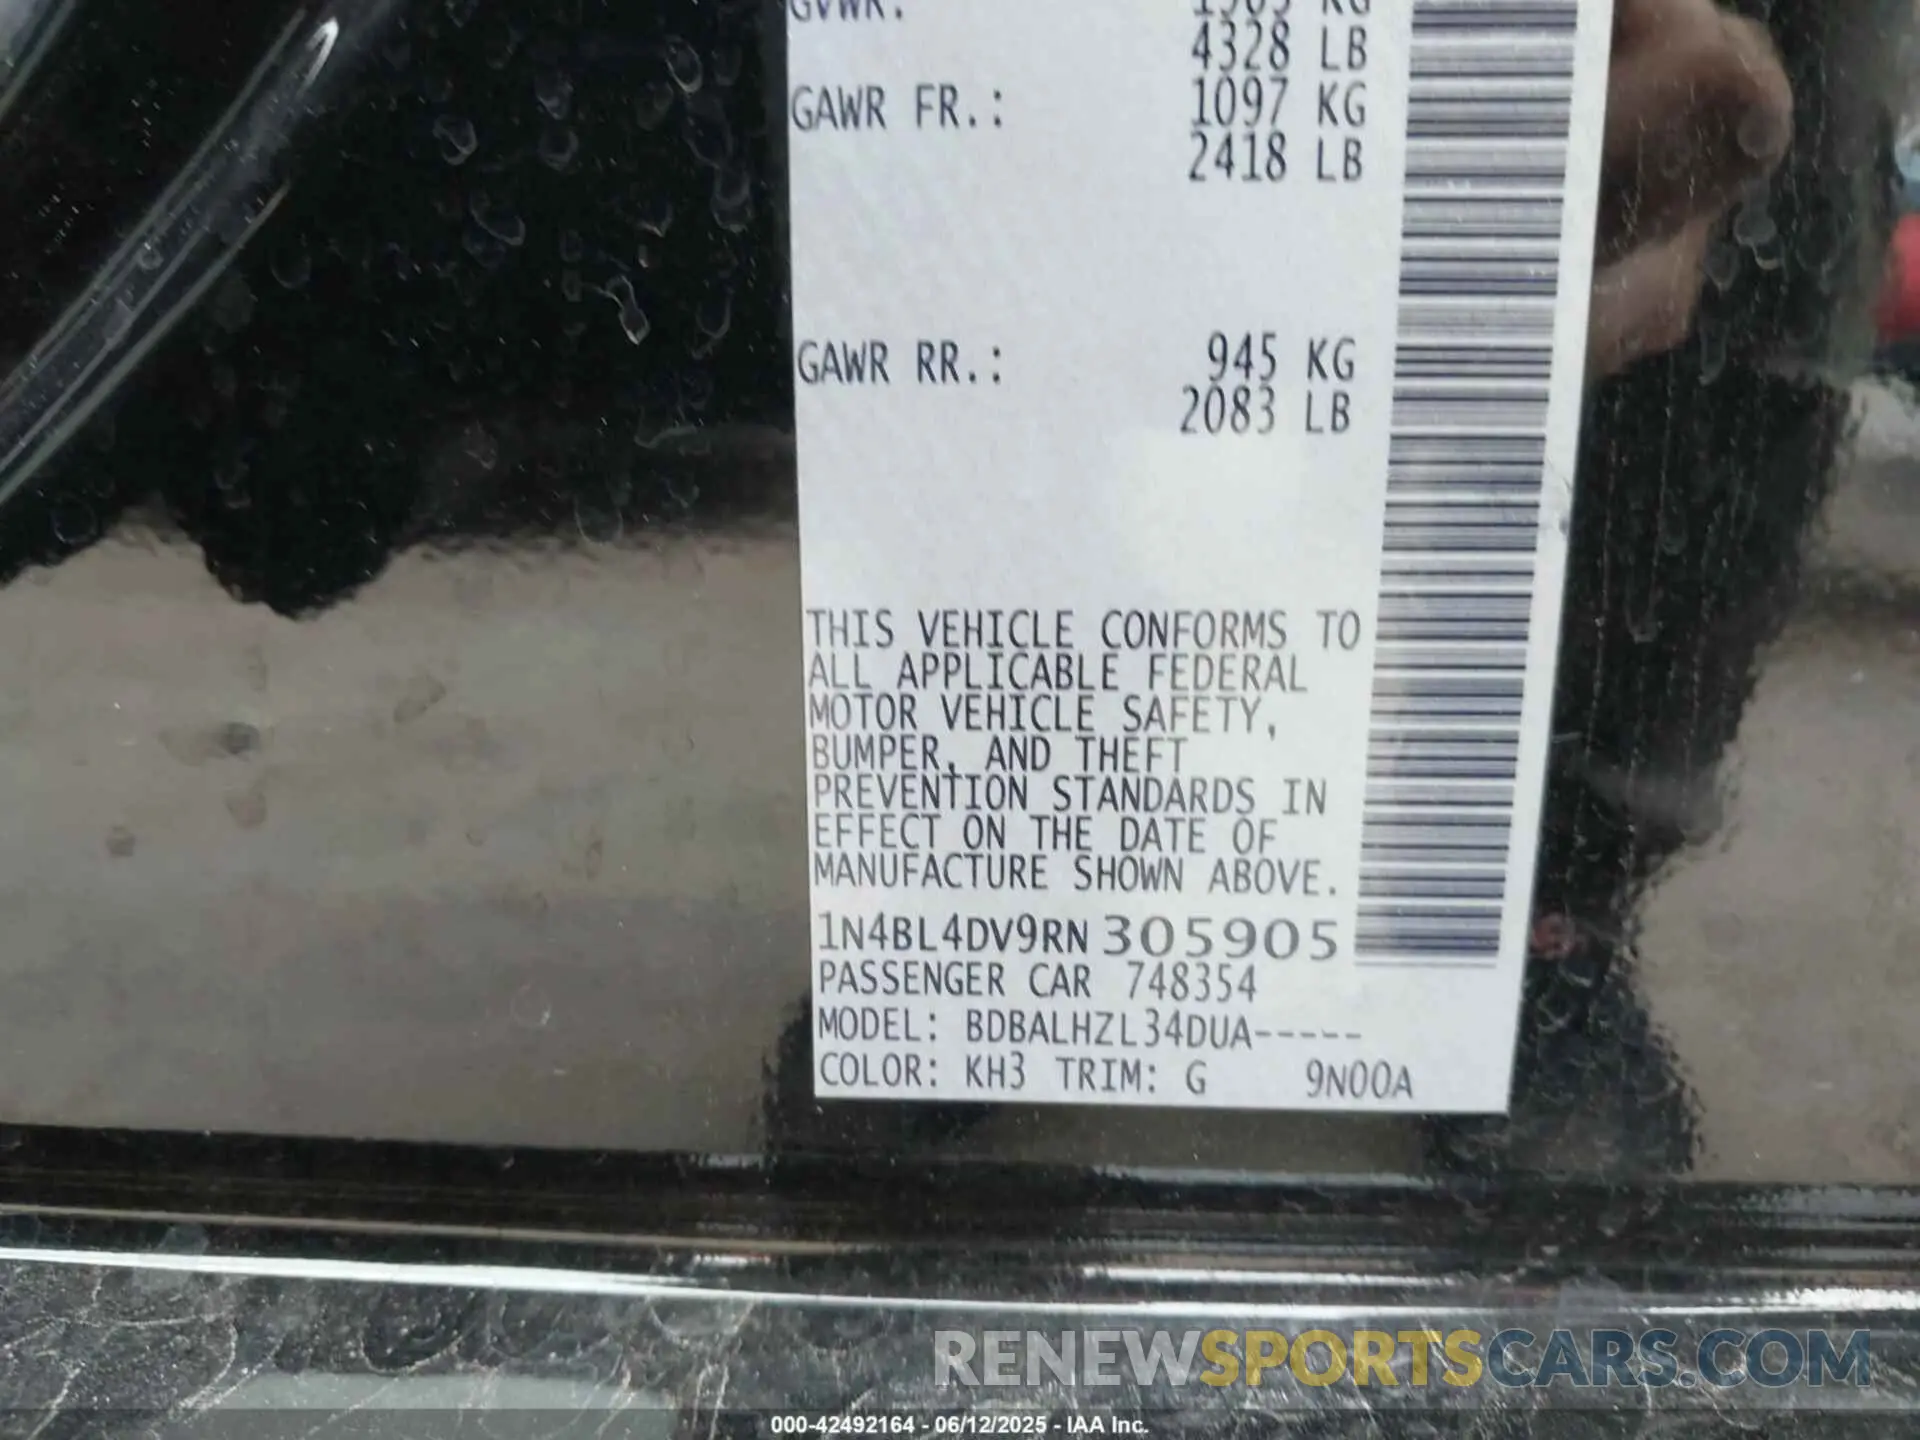 GVWR:
4328 LB
GAWR FR.: 1097 KG
2418 LB
GAWR RR.: 945 KG
2083 LB
THIS VEHICLE CONFORMS TO
ALL APPLICABLE FEDERAL
MOTOR VEHICLE SAFETY,
BUMPER, AND THEFT
PREVENTION STANDARDS IN
EFFECT ON THE DATE OF
MANUFACTURE SHOWN ABOVE.
1N4BL4DV9RN305905
PASSENGER CAR 748354
MODEL: BDBALHZL34DUA-----
COLOR: KH3 TRIM: G 9N00A
RENEWSPORTSCARS.COM
000-42492164 - 06/12/2025 - IAA Inc.